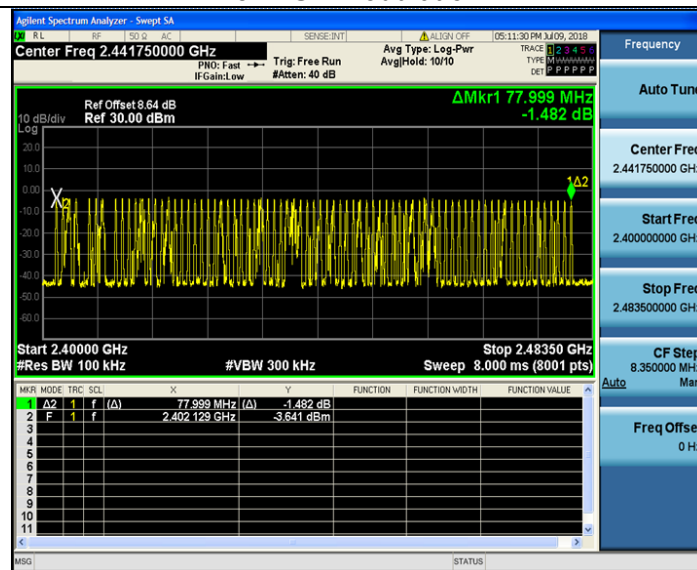 Agilent Spectrum Analyzer - Swept SA
LXI RL RF 50 Ω AC SENSE:INT ALIGN OFF 05:11:30 PM Jul 09, 2018
Center Freq 2.441750000 GHz
PNO: Fast
IFGain:Low
Trig: Free Run
#Atten: 40 dB
Avg Type: Log-Pwr
Avg|Hold: 10/10
TRACE 1 2 3 4 5 6
TYPE M
DET P P P P P P
Ref Offset 8.64 dB
10 dB/div Ref 30.00 dBm
Log
ΔMkr1 77.999 MHz
-1.482 dB
20.0
10.0
0.00
-10.0
-20.0
-30.0
-40.0
-50.0
-60.0
2
1Δ2
Start 2.40000 GHz Stop 2.48350 GHz
#Res BW 100 kHz #VBW 300 kHz Sweep 8.000 ms (8001 pts)
MKR MODE TRC SCL X Y FUNCTION FUNCTION WIDTH FUNCTION VALUE
1 Δ2 1 f (Δ) 77.999 MHz (Δ) -1.482 dB
2 F 1 f 2.402 129 GHz -3.641 dBm
3
4
5
6
7
8
9
10
11
MSG STATUS
Frequency
Auto Tune
Center Freq
2.441750000 GHz
Start Freq
2.400000000 GHz
Stop Freq
2.483500000 GHz
CF Step
8.350000 MHz
Auto Man
Freq Offset
0 Hz